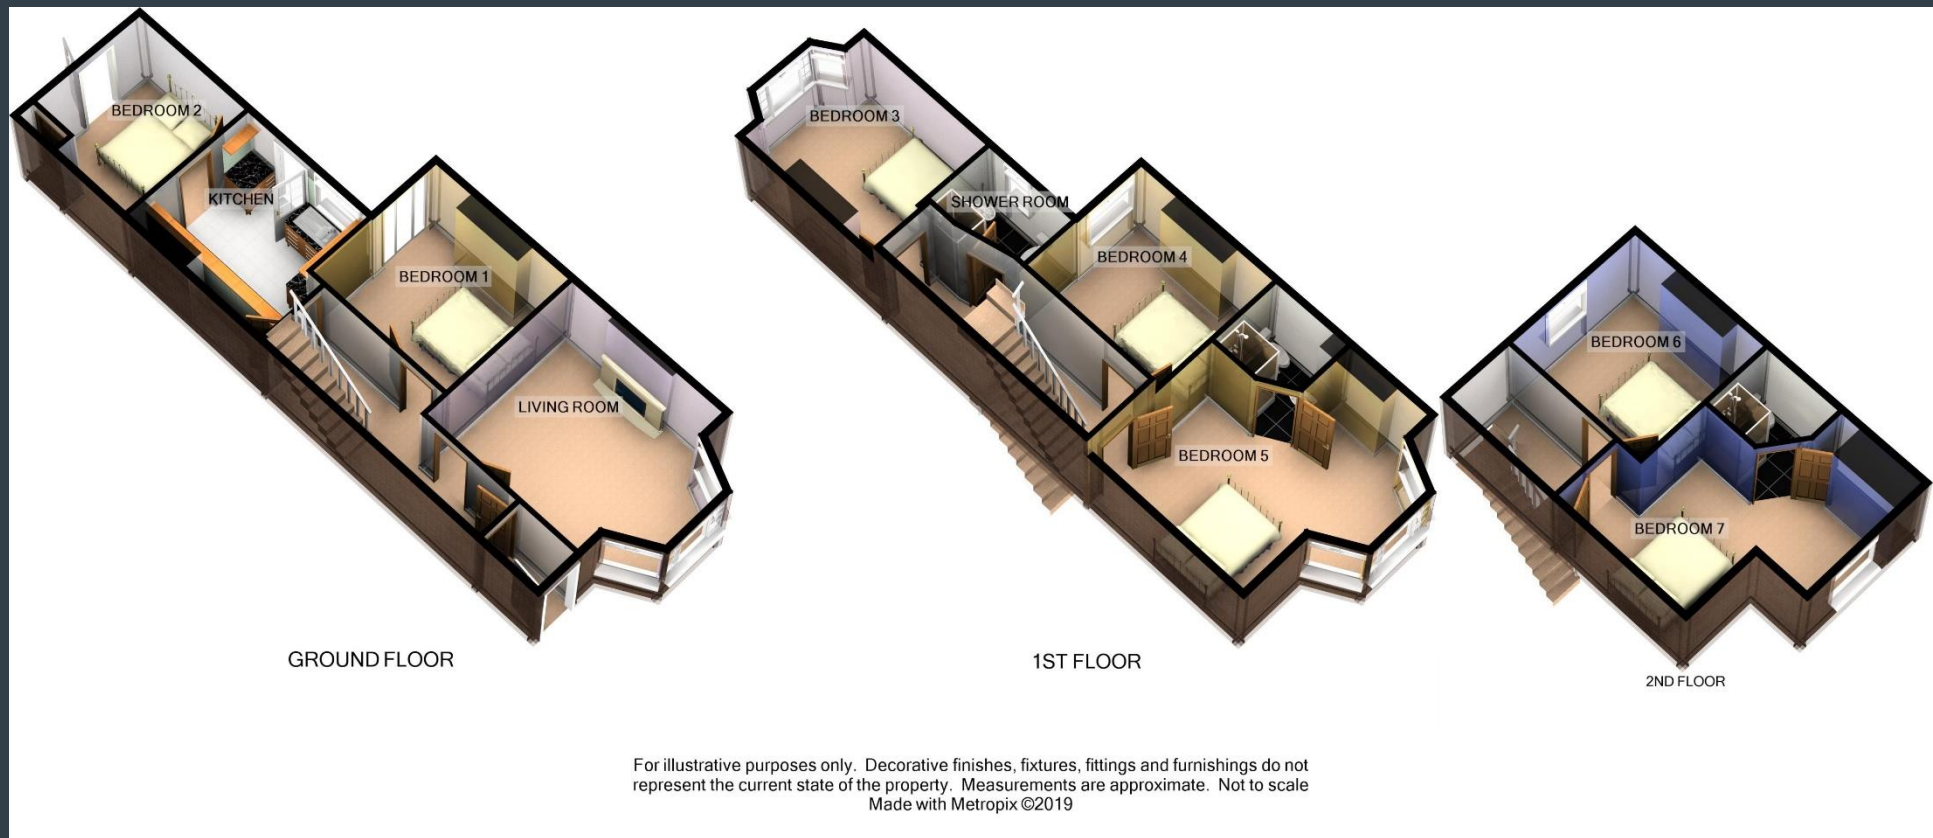 BEDROOM 2
KITCHEN
BEDROOM 1
LIVING ROOM
GROUND FLOOR
BEDROOM 3
SHOWER ROOM
BEDROOM 4
BEDROOM 5
1ST FLOOR
BEDROOM 6
BEDROOM 7
2ND FLOOR
For illustrative purposes only. Decorative finishes, fixtures, fittings and furnishings do not
represent the current state of the property. Measurements are approximate. Not to scale
Made with Metropix ©2019